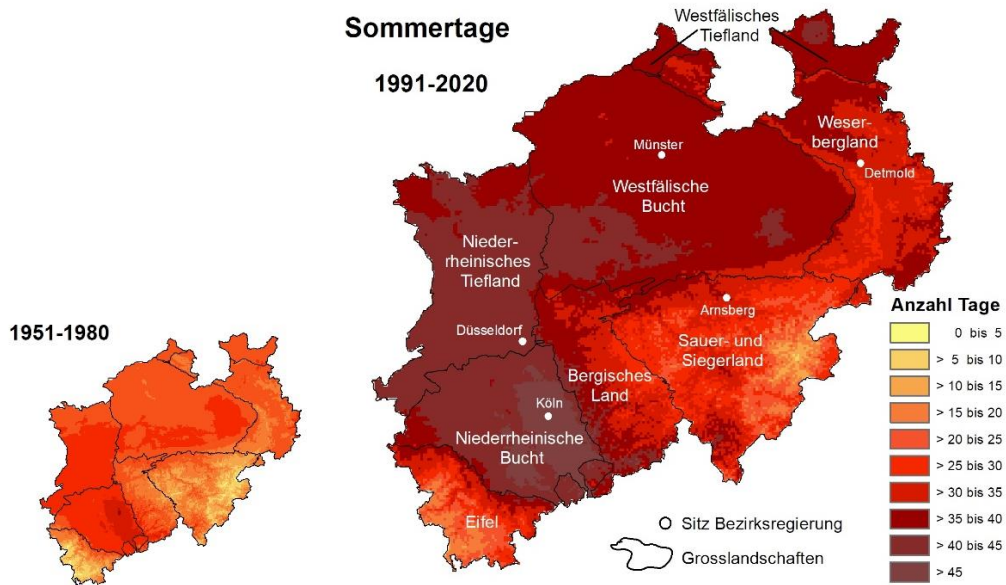 Sommertage
1991-2020
Westfälisches
Tiefland
Weser-
bergland
Münster
Detmold
Westfälische
Bucht
Nieder-
rheinisches
Tiefland
Düsseldorf
Arnsberg
Sauer- und
Siegerland
Bergisches
Land
Köln
Niederrheinische
Bucht
Eifel
1951-1980
Anzahl Tage
0 bis 5
> 5 bis 10
> 10 bis 15
> 15 bis 20
> 20 bis 25
> 25 bis 30
> 30 bis 35
> 35 bis 40
> 40 bis 45
> 45
Sitz Bezirksregierung
Grosslandschaften